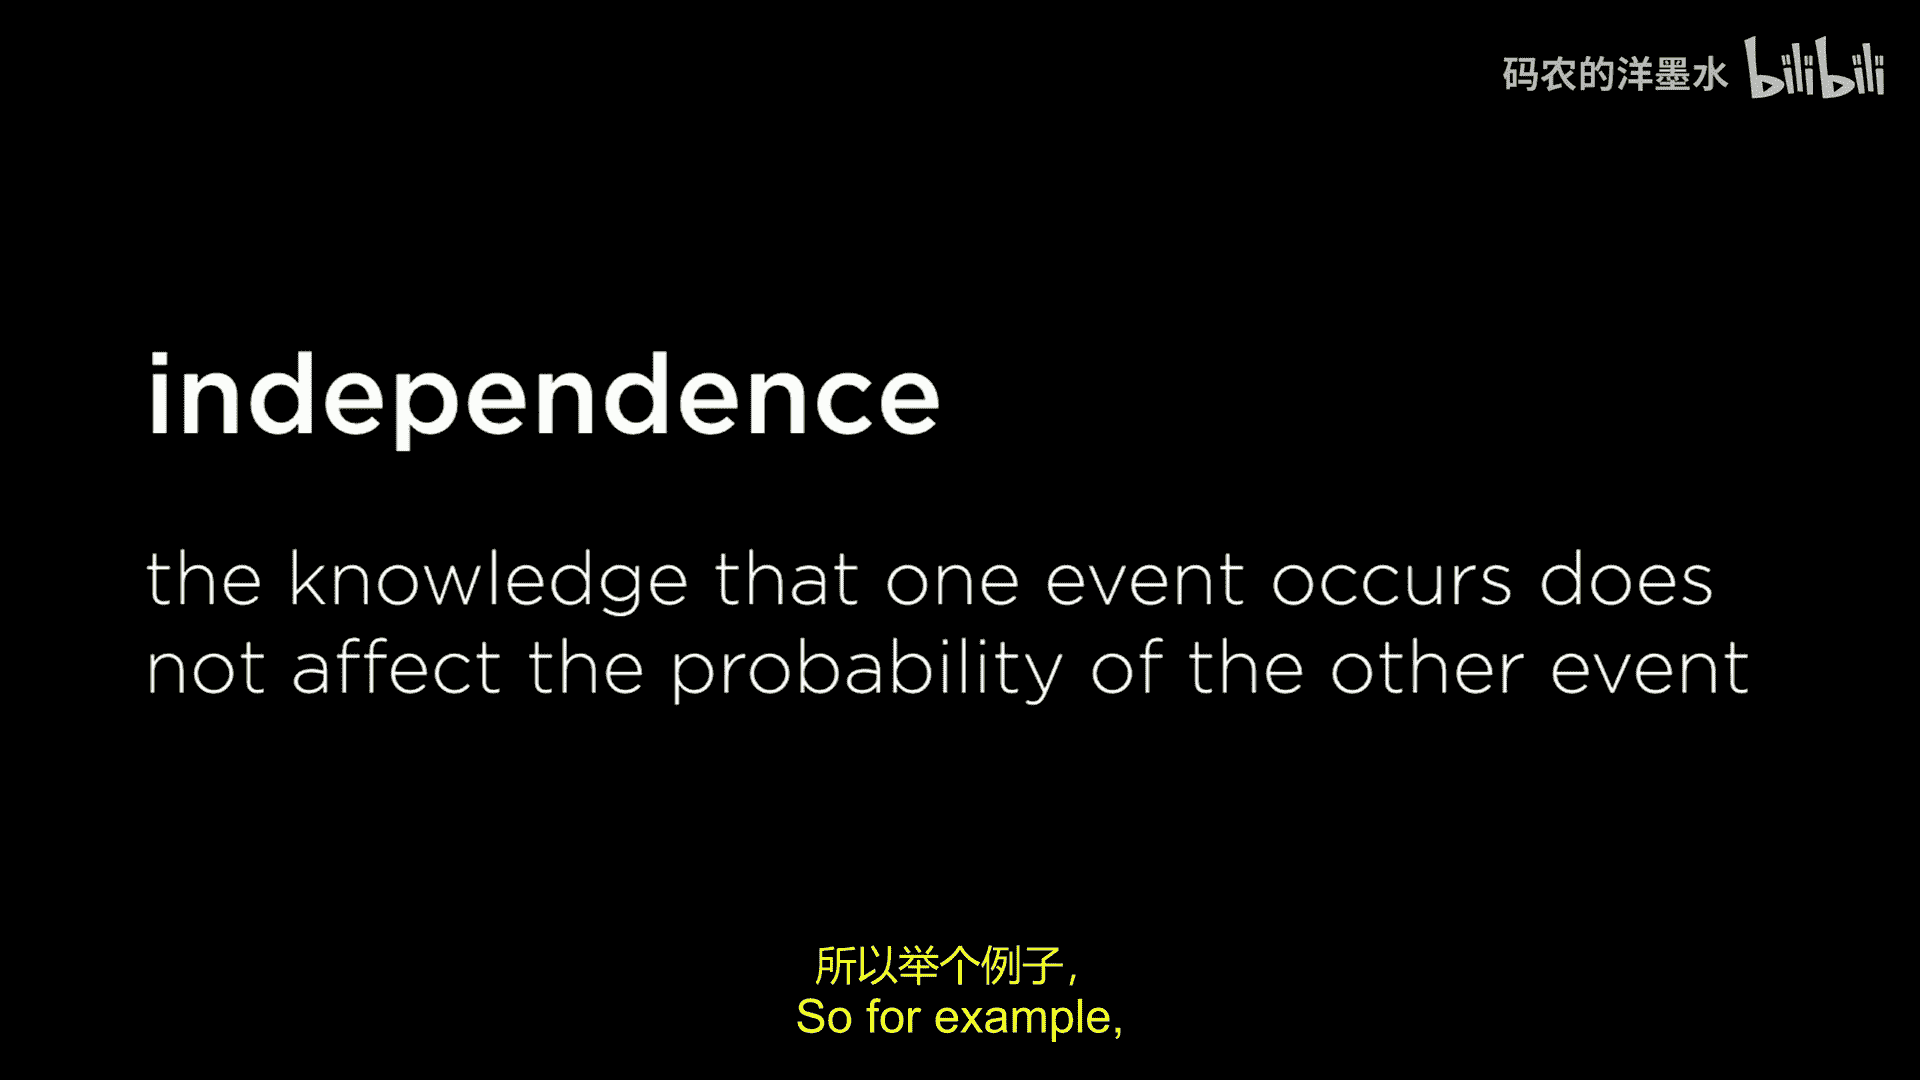 码农的洋墨水 bilibili
independence
the knowledge that one event occurs does
not affect the probability of the other event
所以举个例子，
So for example,